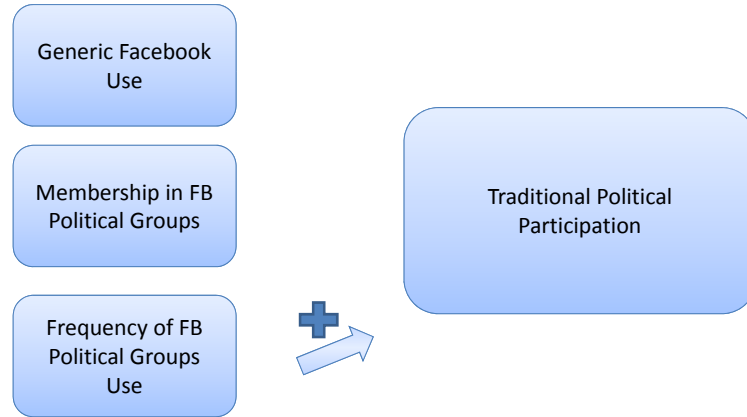 Generic Facebook
Use
Membership in FB
Political Groups
Frequency of FB
Political Groups
Use
Traditional Political
Participation